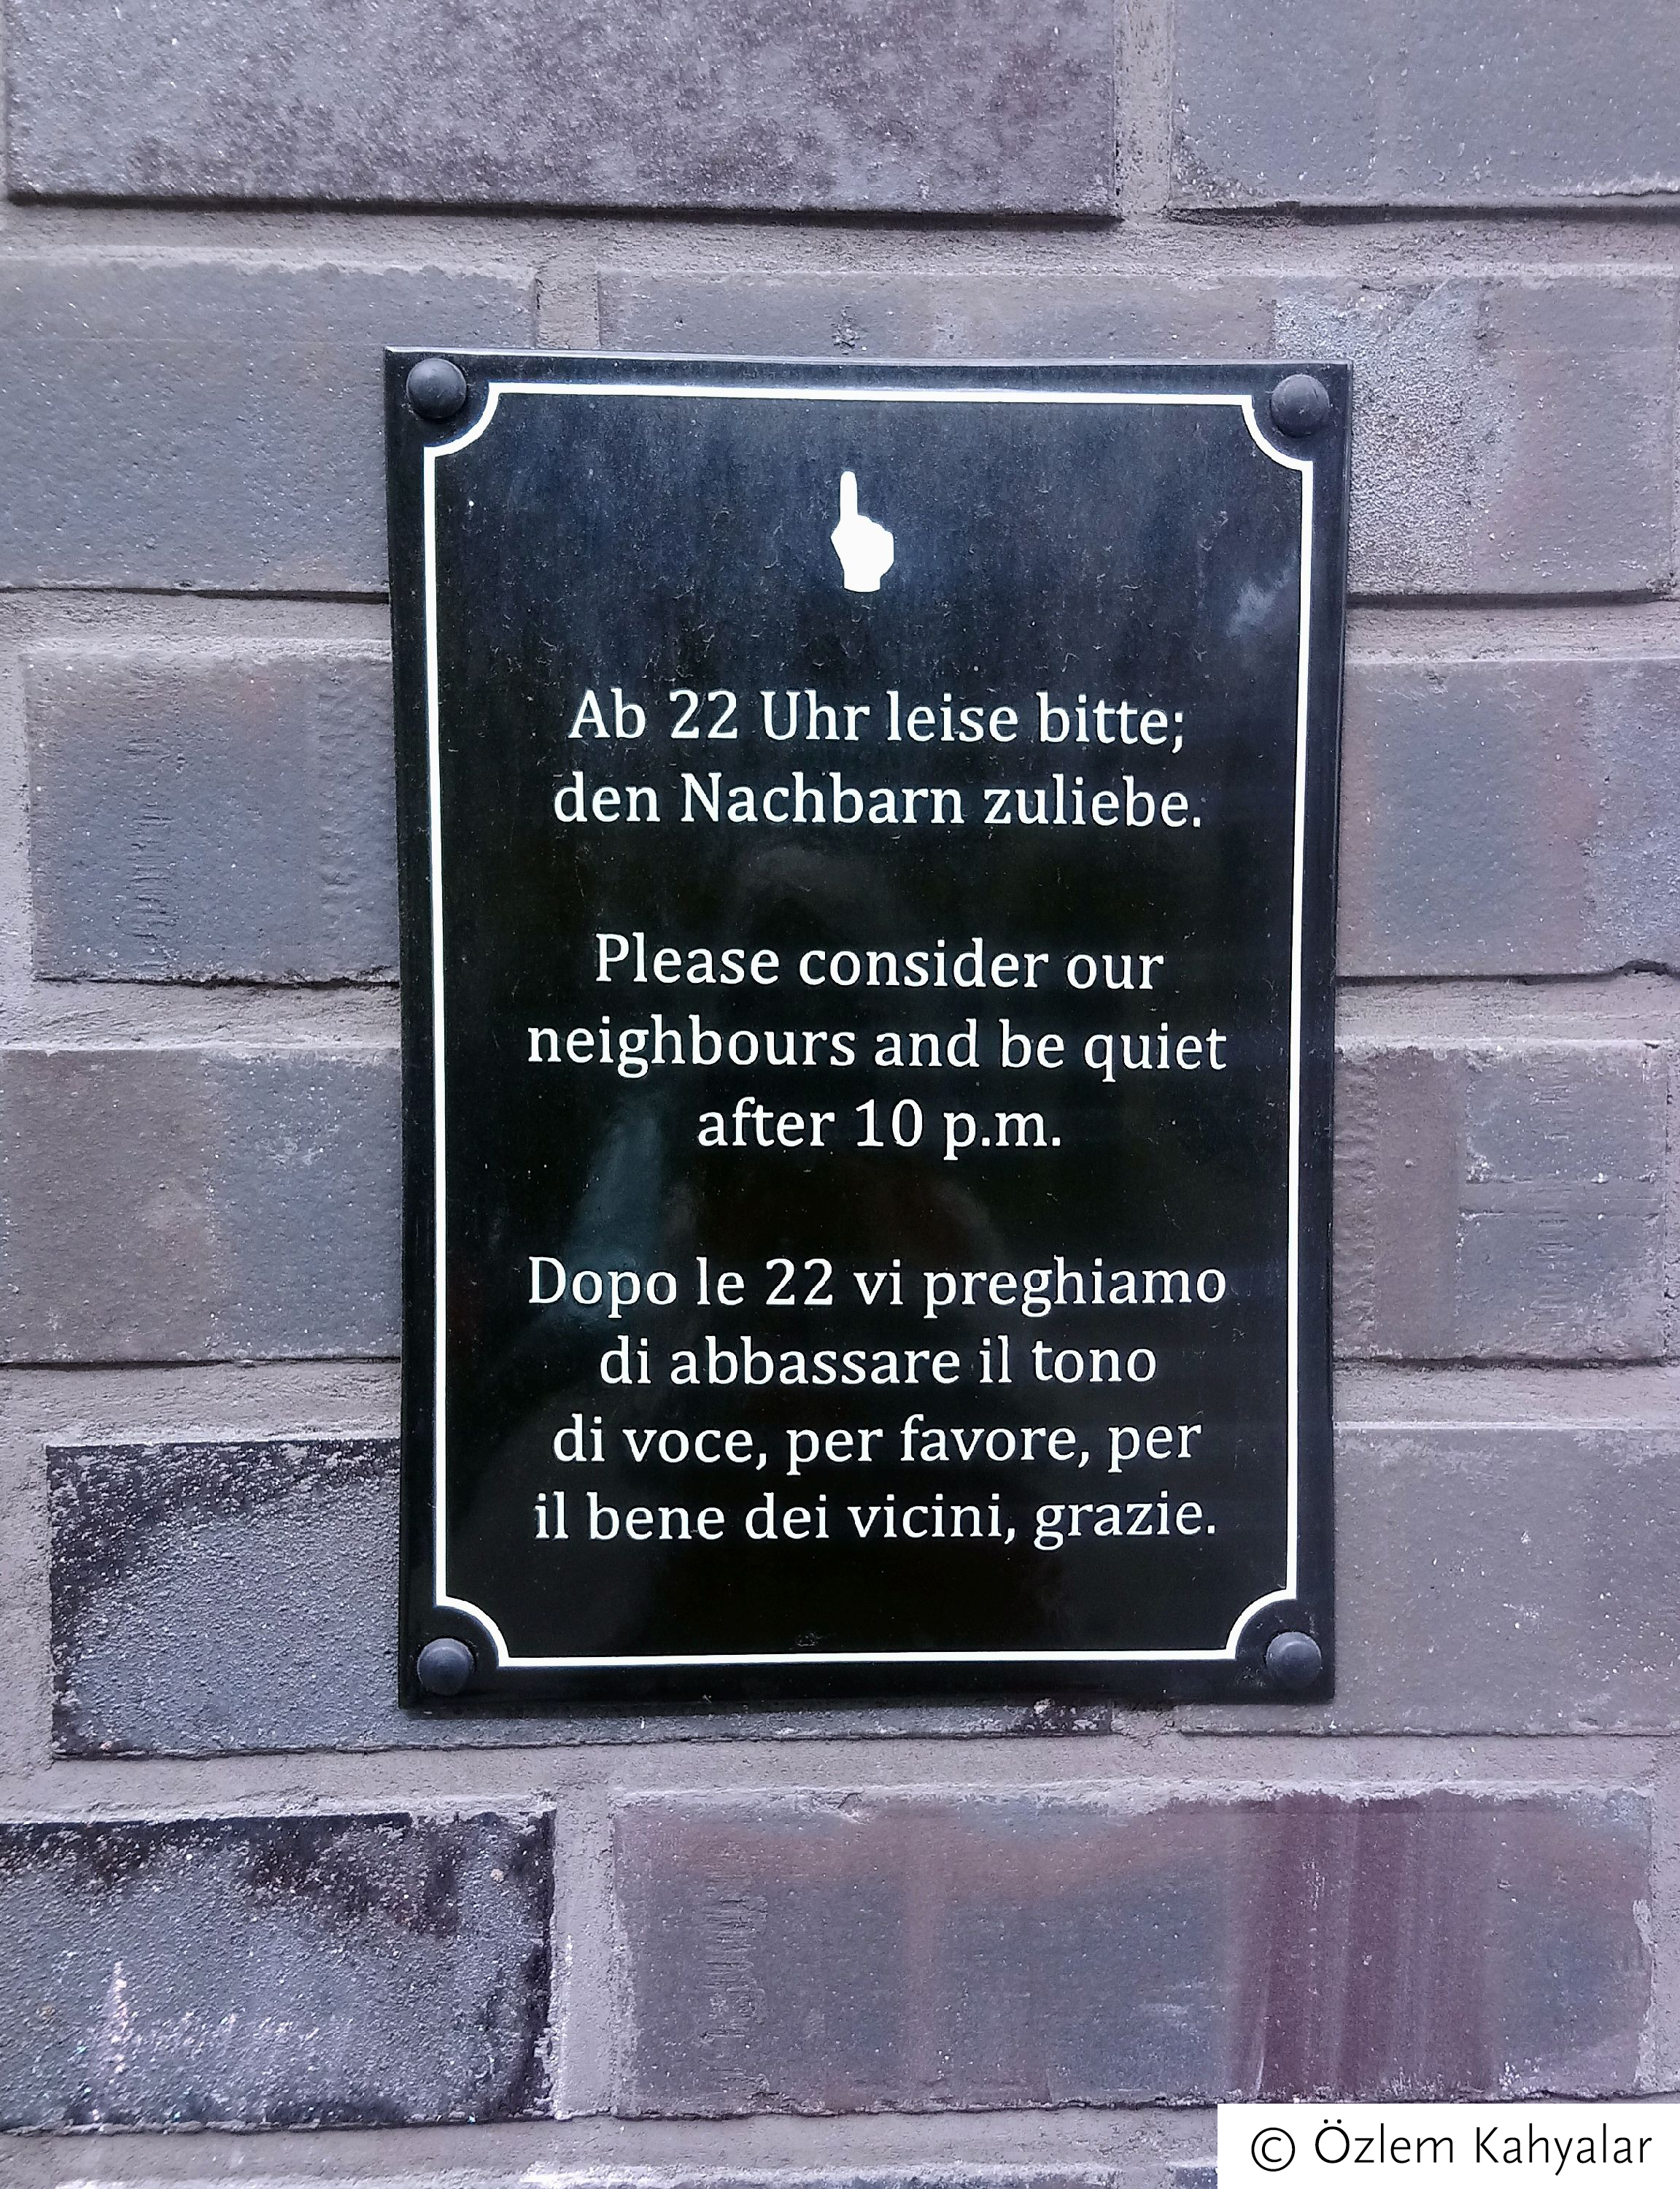 Ab 22 Uhr leise bitte;
den Nachbarn zuliebe.
Please consider our
neighbours and be quiet
after 10 p.m.
Dopo le 22 vi preghiamo
di abbassare il tono
di voce, per favore, per
il bene dei vicini, grazie.
© Özlem Kahyalar